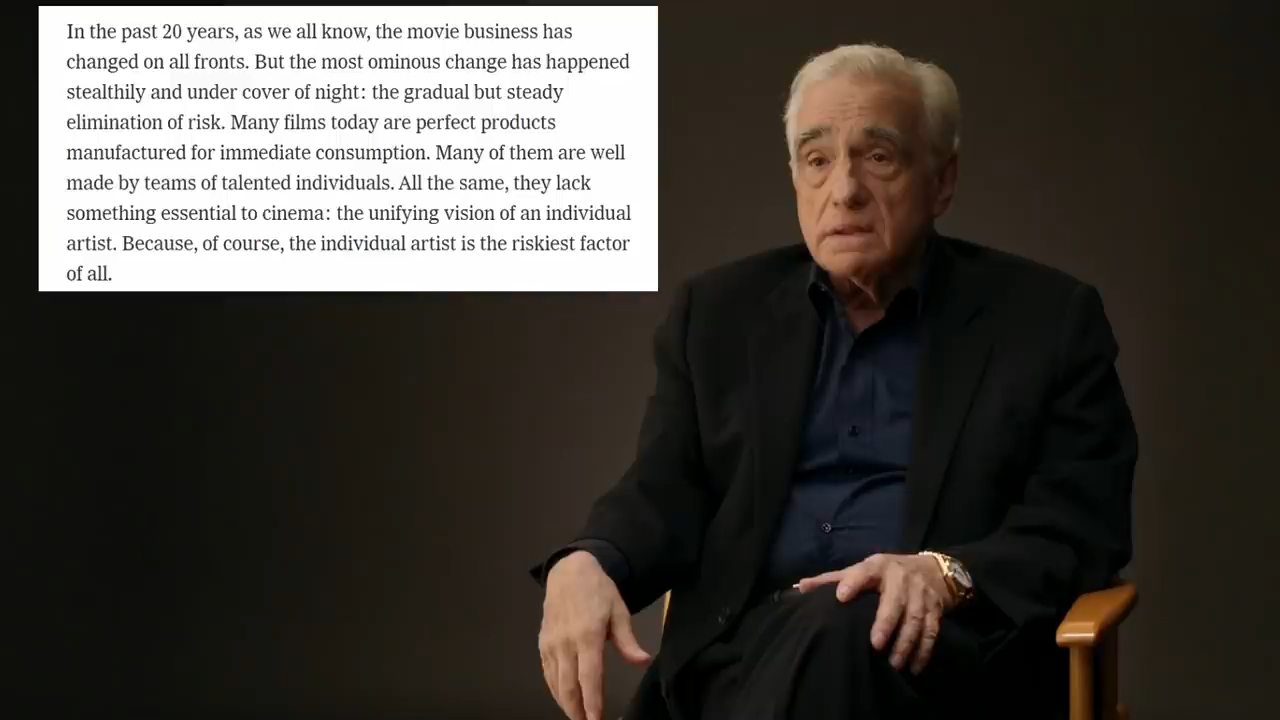 In the past 20 years, as we all know, the movie business has
changed on all fronts. But the most ominous change has happened
stealthily and under cover of night: the gradual but steady
elimination of risk. Many films today are perfect products
manufactured for immediate consumption. Many of them are well
made by teams of talented individuals. All the same, they lack
something essential to cinema: the unifying vision of an individual
artist. Because, of course, the individual artist is the riskiest factor
of all.